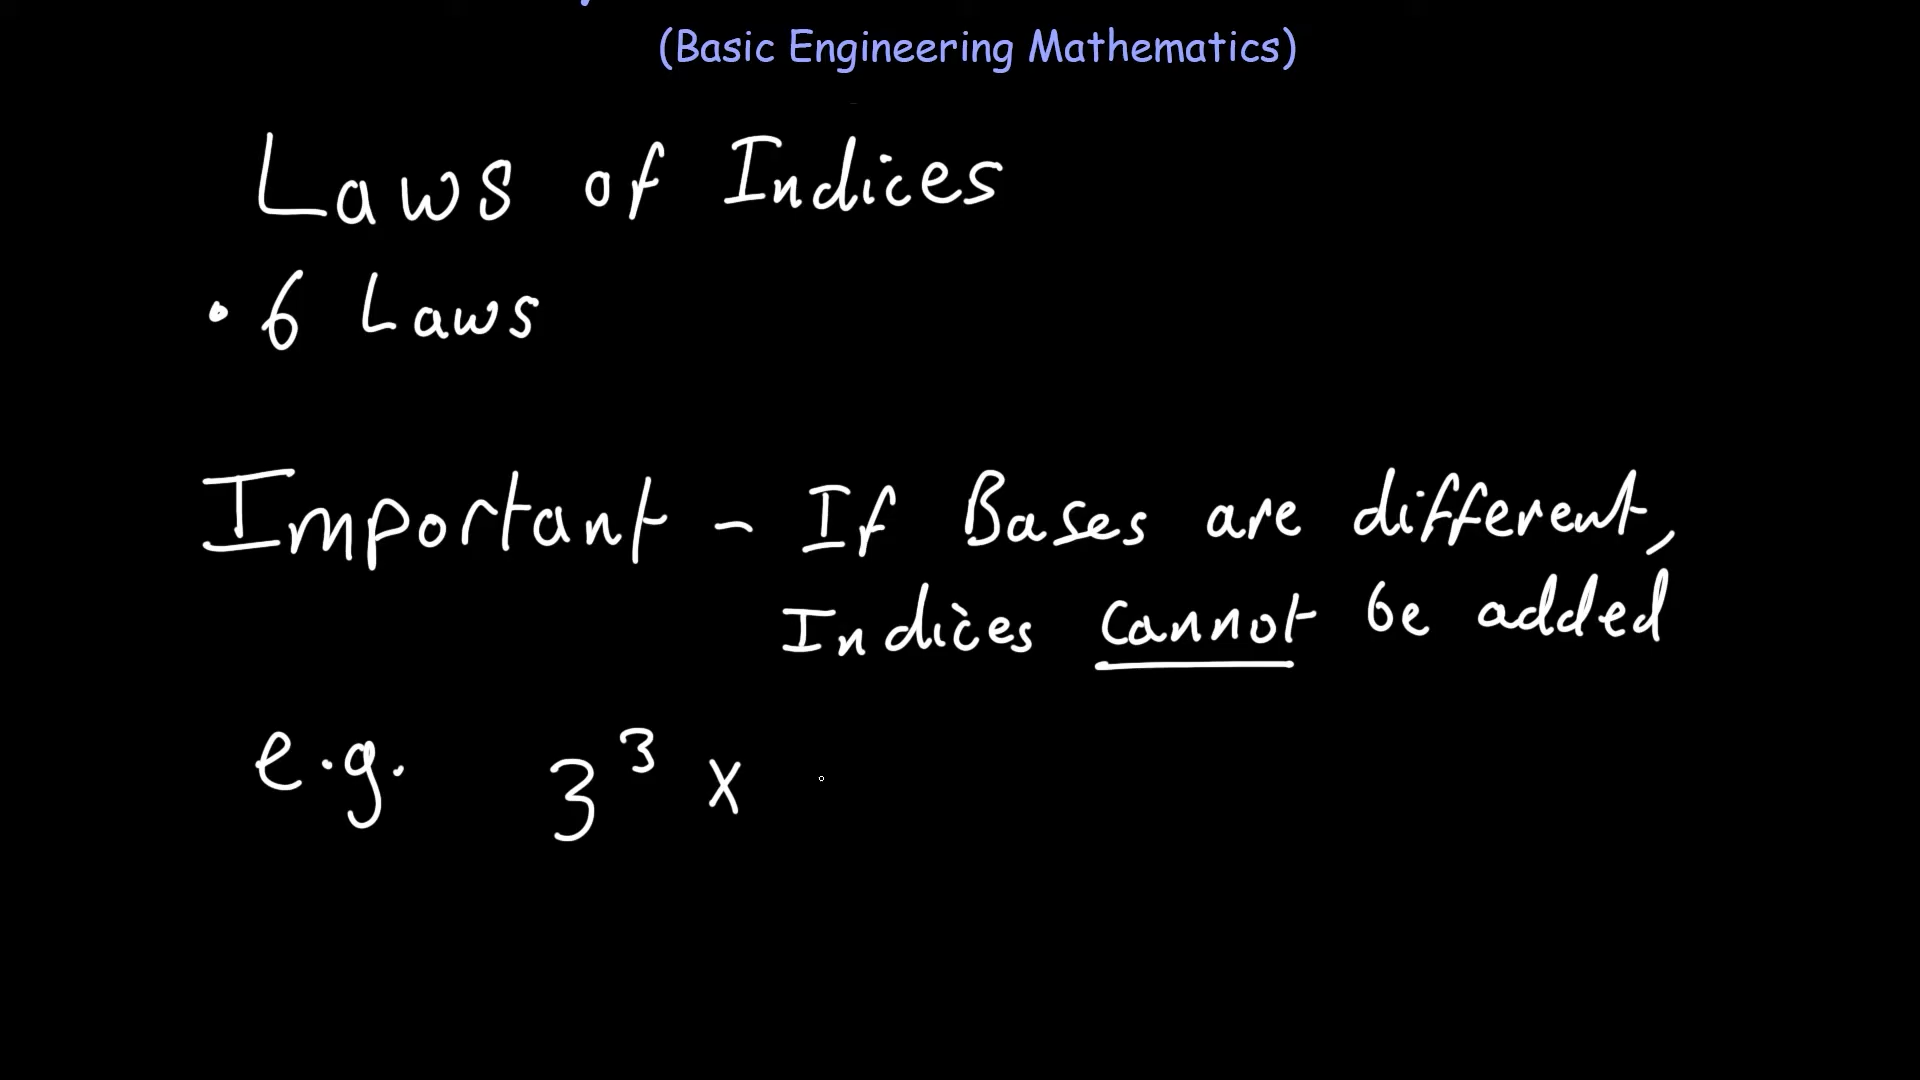 (Basic Engineering Mathematics)
Laws of Indices
• 6 Laws
Important - If Bases are different,
Indices cannot be added
e.g. 3³ x